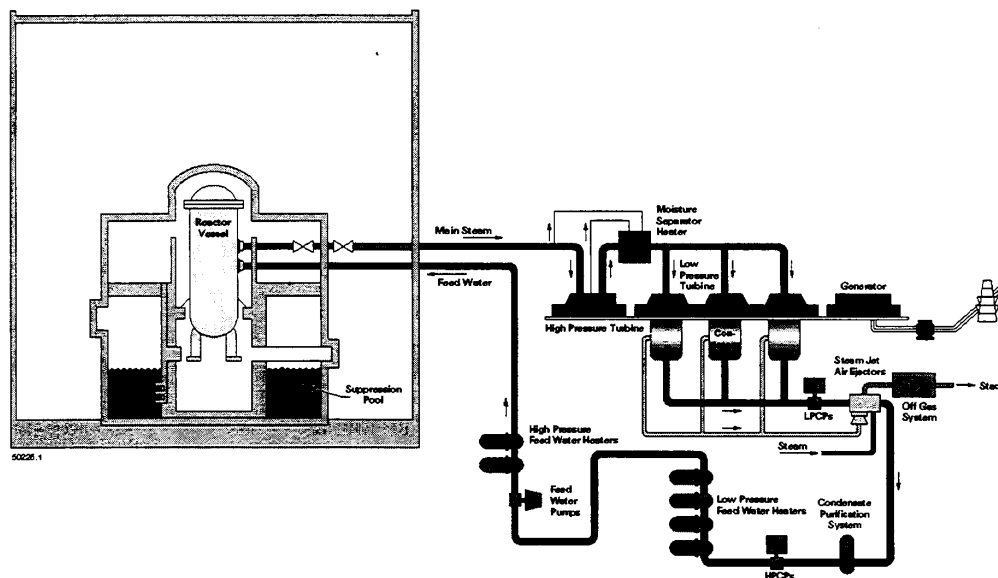 Reactor
Vessel
Main Steam
Feed Water
Suppression
Pool
50226.1
Moisture
Separator
Heater
Low
Pressure
Turbine
Generator
High Pressure Turbine
Con-
Steam Jet
Air Ejectors
LPCPs
Off Gas
System
Steam
High Pressure
Feed Water Heaters
Feed
Water
Pumps
Low Pressure
Feed Water Heaters
Condensate
Purification
System
HPCPs